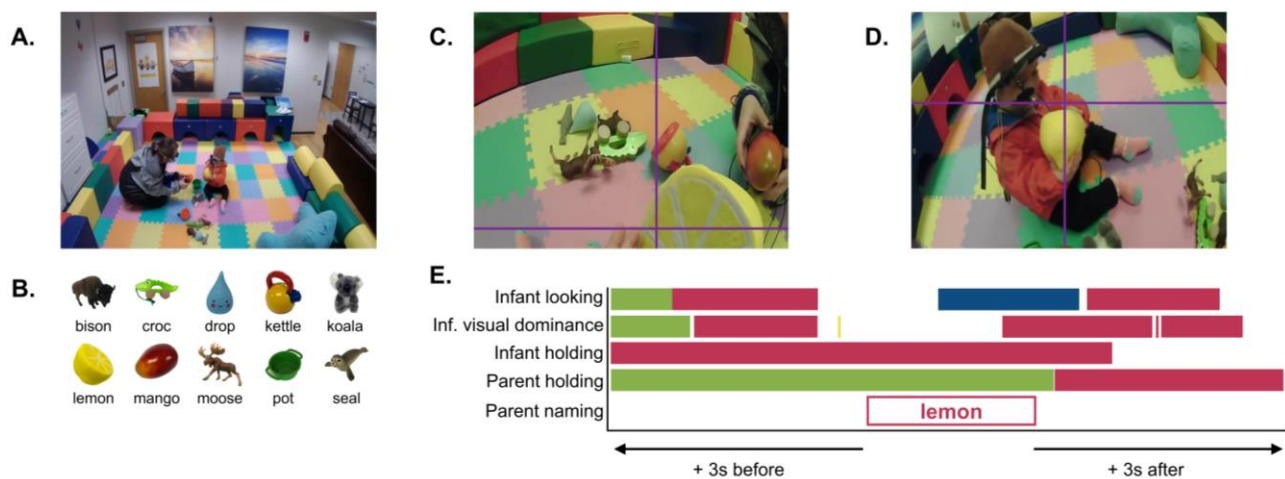 A.
C.
D.
B.
bison croc drop kettle koala
lemon mango moose pot seal
E.
Infant looking
Inf. visual dominance
Infant holding
Parent holding
Parent naming
lemon
+ 3s before
+ 3s after